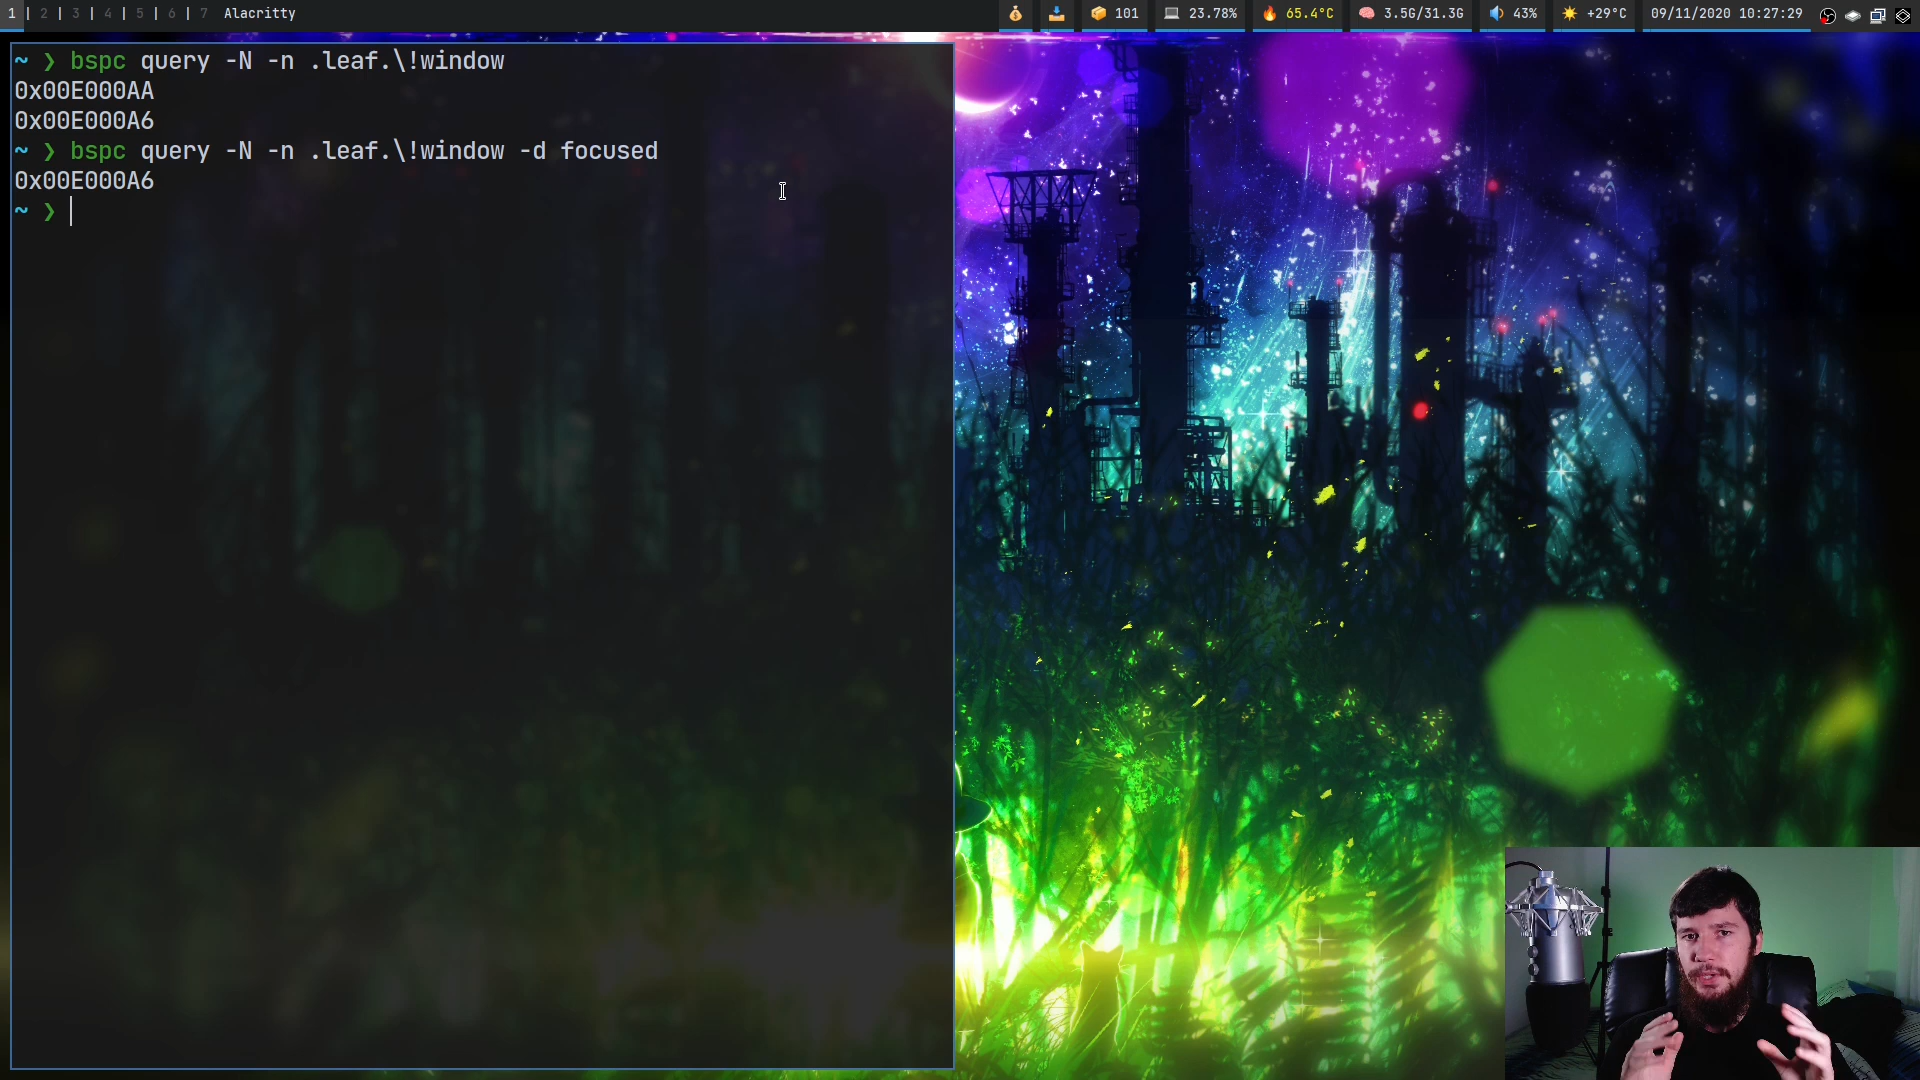 1 | 2 | 3 | 4 | 5 | 6 | 7 Alacritty 101 23.78% 65.4°C 3.5G/31.3G 43% +29°C 09/11/2020 10:27:29
~ ❯ bspc query -N -n .leaf.\!window
0x00E000AA
0x00E000A6
~ ❯ bspc query -N -n .leaf.\!window -d focused
0x00E000A6
~ ❯